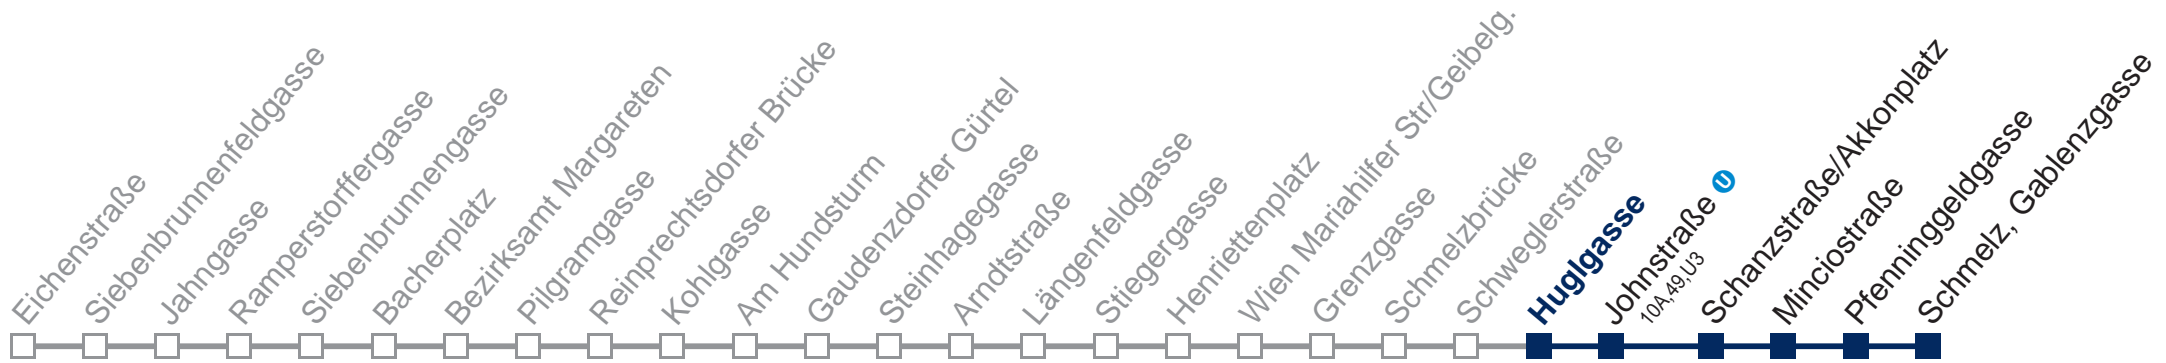 Eichenstraße
Siebenbrunnenfeldgasse
Jahngasse
Ramperstorffergasse
Siebenbrunnengasse
Bacherplatz
Bezirksamt Margareten
Pilgramgasse
Reinprechtsdorfer Brücke
Kohlgasse
Am Hundsturm
Gaudenzdorfer Gürtel
Steinhagegasse
Arndtstraße
Längenfeldgasse
Stiegergasse
Henriettenplatz
Wien Mariahilfer Str/Geibelg.
Grenzgasse
Schmelzbrücke
Schweglerstraße
Huglgasse
Johnstraße U
10A,49,U3
Schanzstraße/Akkonplatz
Minciostraße
Pfenninggeldgasse
Schmelz, Gablenzgasse